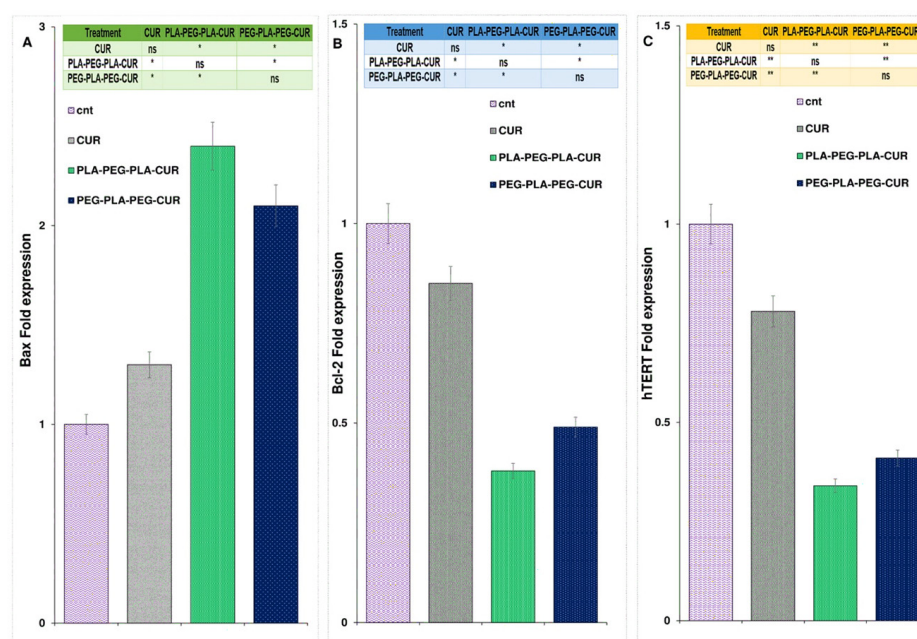 A
Treatment CUR PLA-PEG-PLA-CUR PEG-PLA-PEG-CUR
CUR ns * *
PLA-PEG-PLA-CUR * ns *
PEG-PLA-PEG-CUR * * ns
cnt
CUR
PLA-PEG-PLA-CUR
PEG-PLA-PEG-CUR
Bax Fold expression
3
2
1
0
B
Treatment CUR PLA-PEG-PLA-CUR PEG-PLA-PEG-CUR
CUR ns * *
PLA-PEG-PLA-CUR * ns *
PEG-PLA-PEG-CUR * * ns
cnt
CUR
PLA-PEG-PLA-CUR
PEG-PLA-PEG-CUR
Bcl-2 Fold expression
1.5
1
0.5
0
C
Treatment CUR PLA-PEG-PLA-CUR PEG-PLA-PEG-CUR
CUR ns ** **
PLA-PEG-PLA-CUR ** ns **
PEG-PLA-PEG-CUR ** ** ns
cnt
CUR
PLA-PEG-PLA-CUR
PEG-PLA-PEG-CUR
hTERT Fold expression
1.5
1
0.5
0